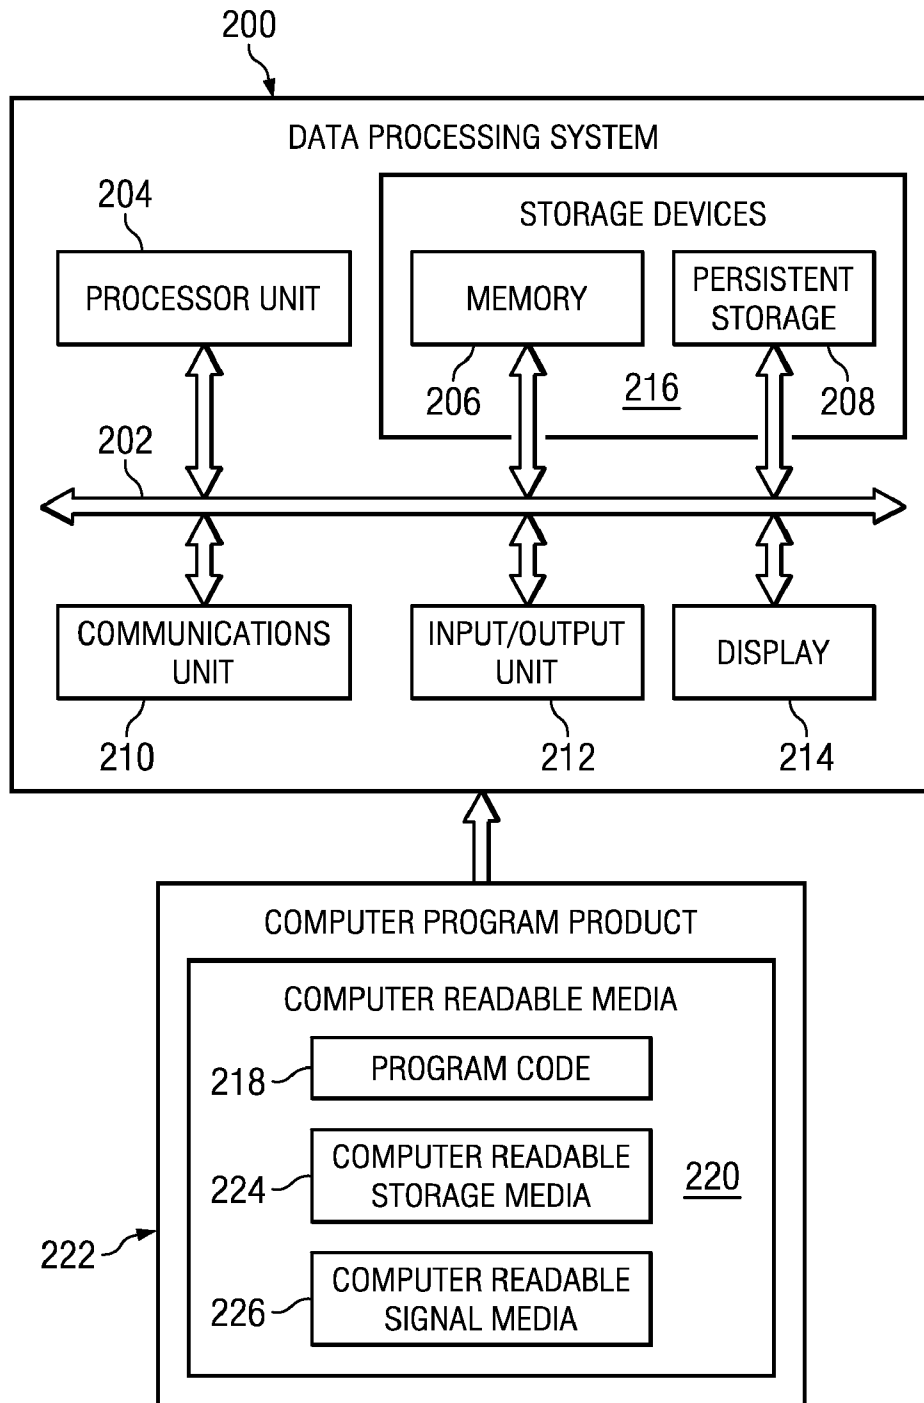 200
DATA PROCESSING SYSTEM
204
STORAGE DEVICES
PROCESSOR UNIT
MEMORY
PERSISTENT
STORAGE
206
216
208
202
COMMUNICATIONS
UNIT
INPUT/OUTPUT
UNIT
DISPLAY
210
212
214
COMPUTER PROGRAM PRODUCT
COMPUTER READABLE MEDIA
218
PROGRAM CODE
224
COMPUTER READABLE
STORAGE MEDIA
220
222
226
COMPUTER READABLE
SIGNAL MEDIA